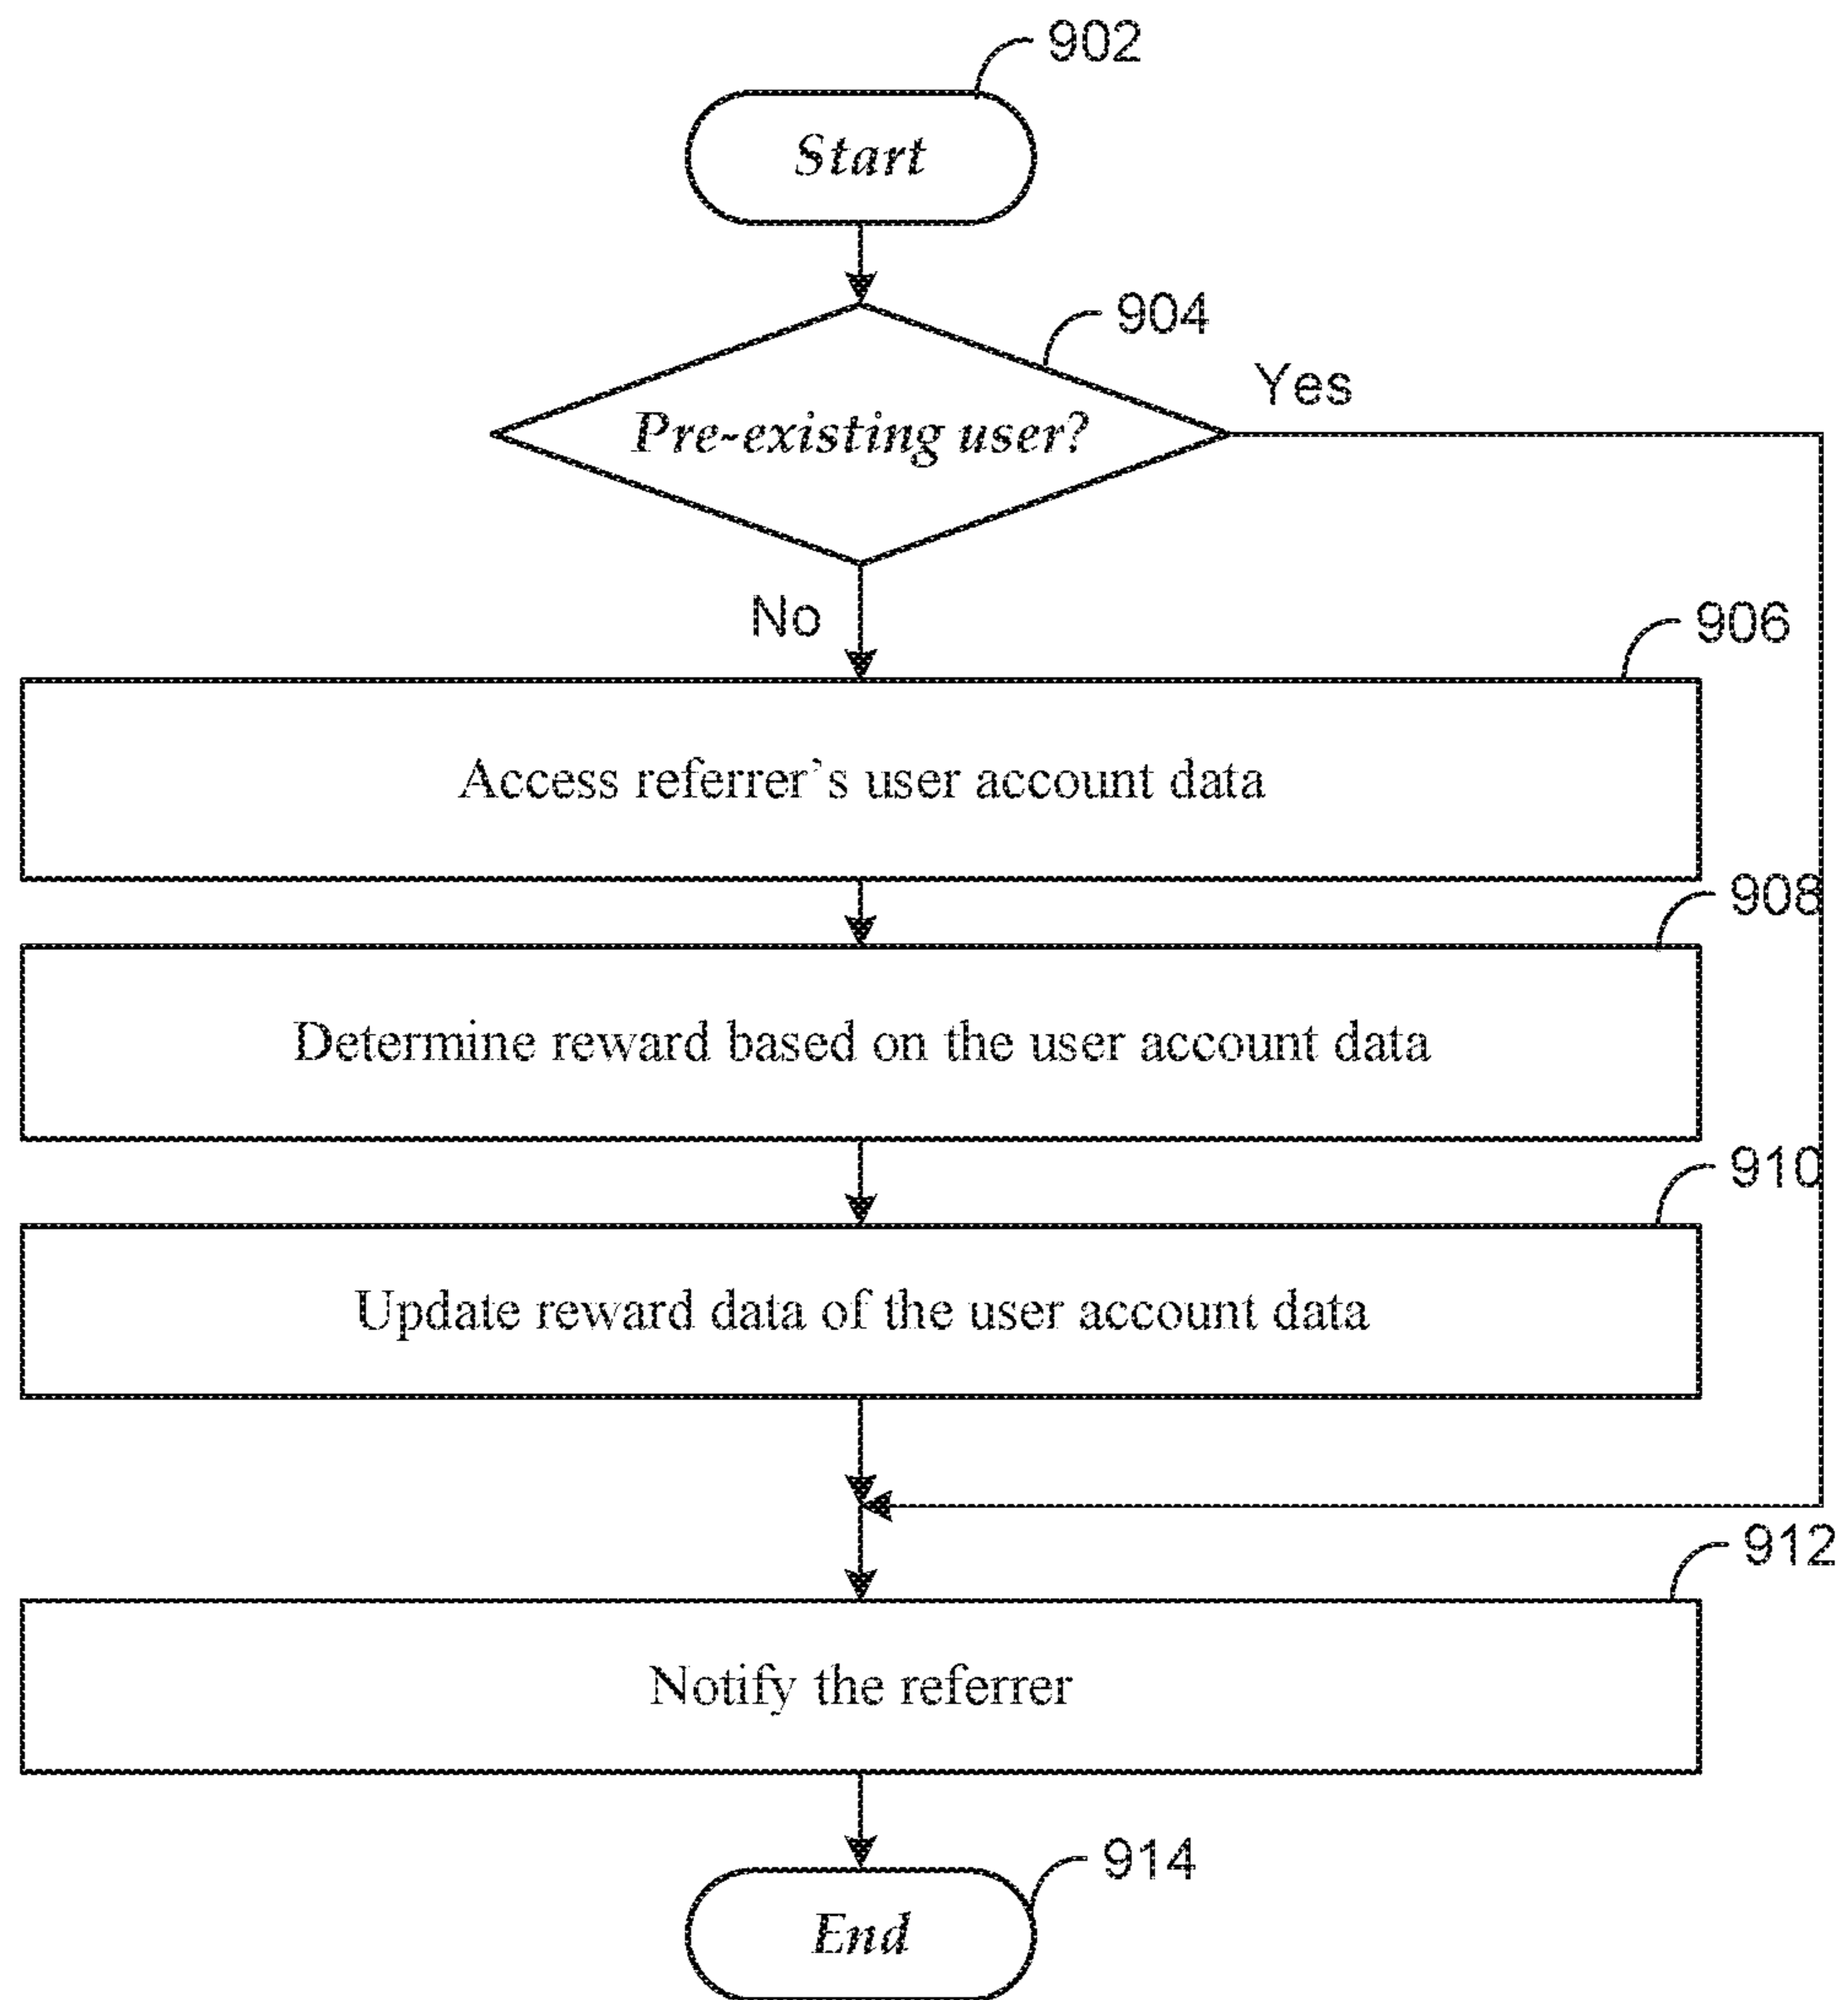 902
Start
904
Yes
Pre-existing user?
No
906
Access referrer's user account data
908
Determine reward based on the user account data
910
Update reward data of the user account data
912
Notify the referrer
914
End